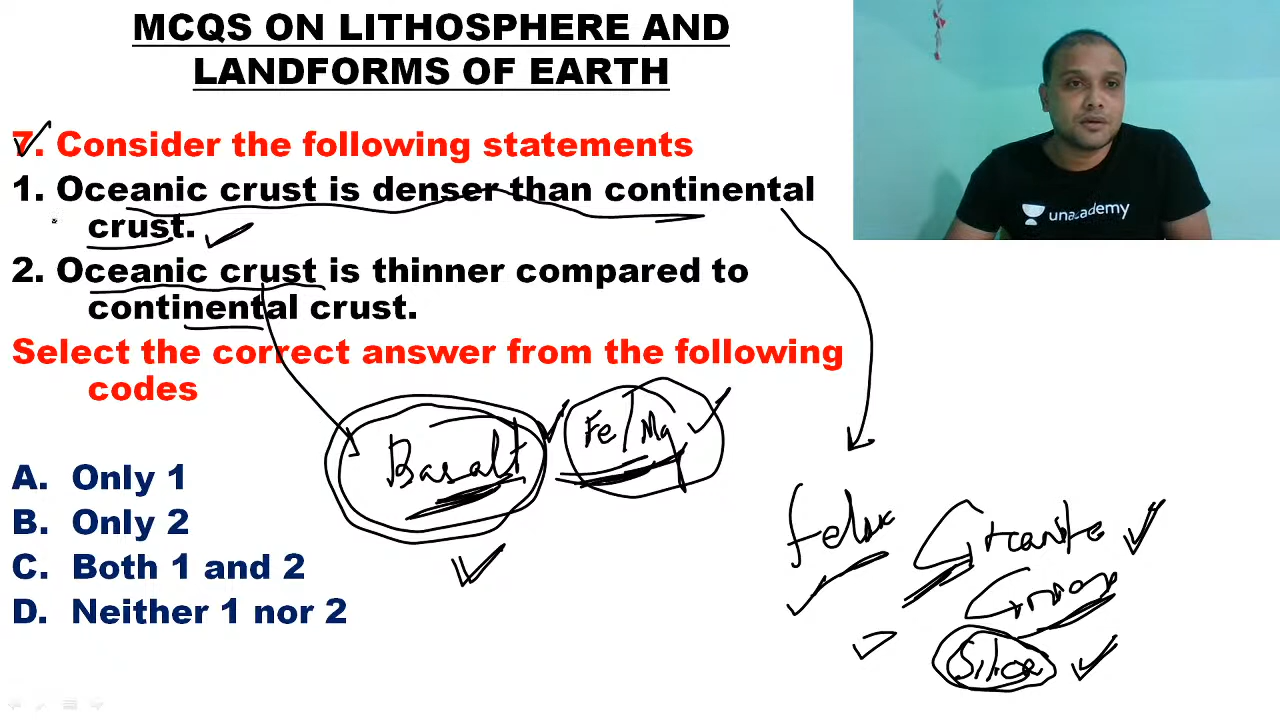 MCQS ON LITHOSPHERE AND
LANDFORMS OF EARTH
7. Consider the following statements
1. Oceanic crust is denser than continental
crust.
2. Oceanic crust is thinner compared to
continental crust.
Select the correct answer from the following
codes
A. Only 1
B. Only 2
C. Both 1 and 2
D. Neither 1 nor 2
Basalt
Fe/Mg
Granite
unacademy